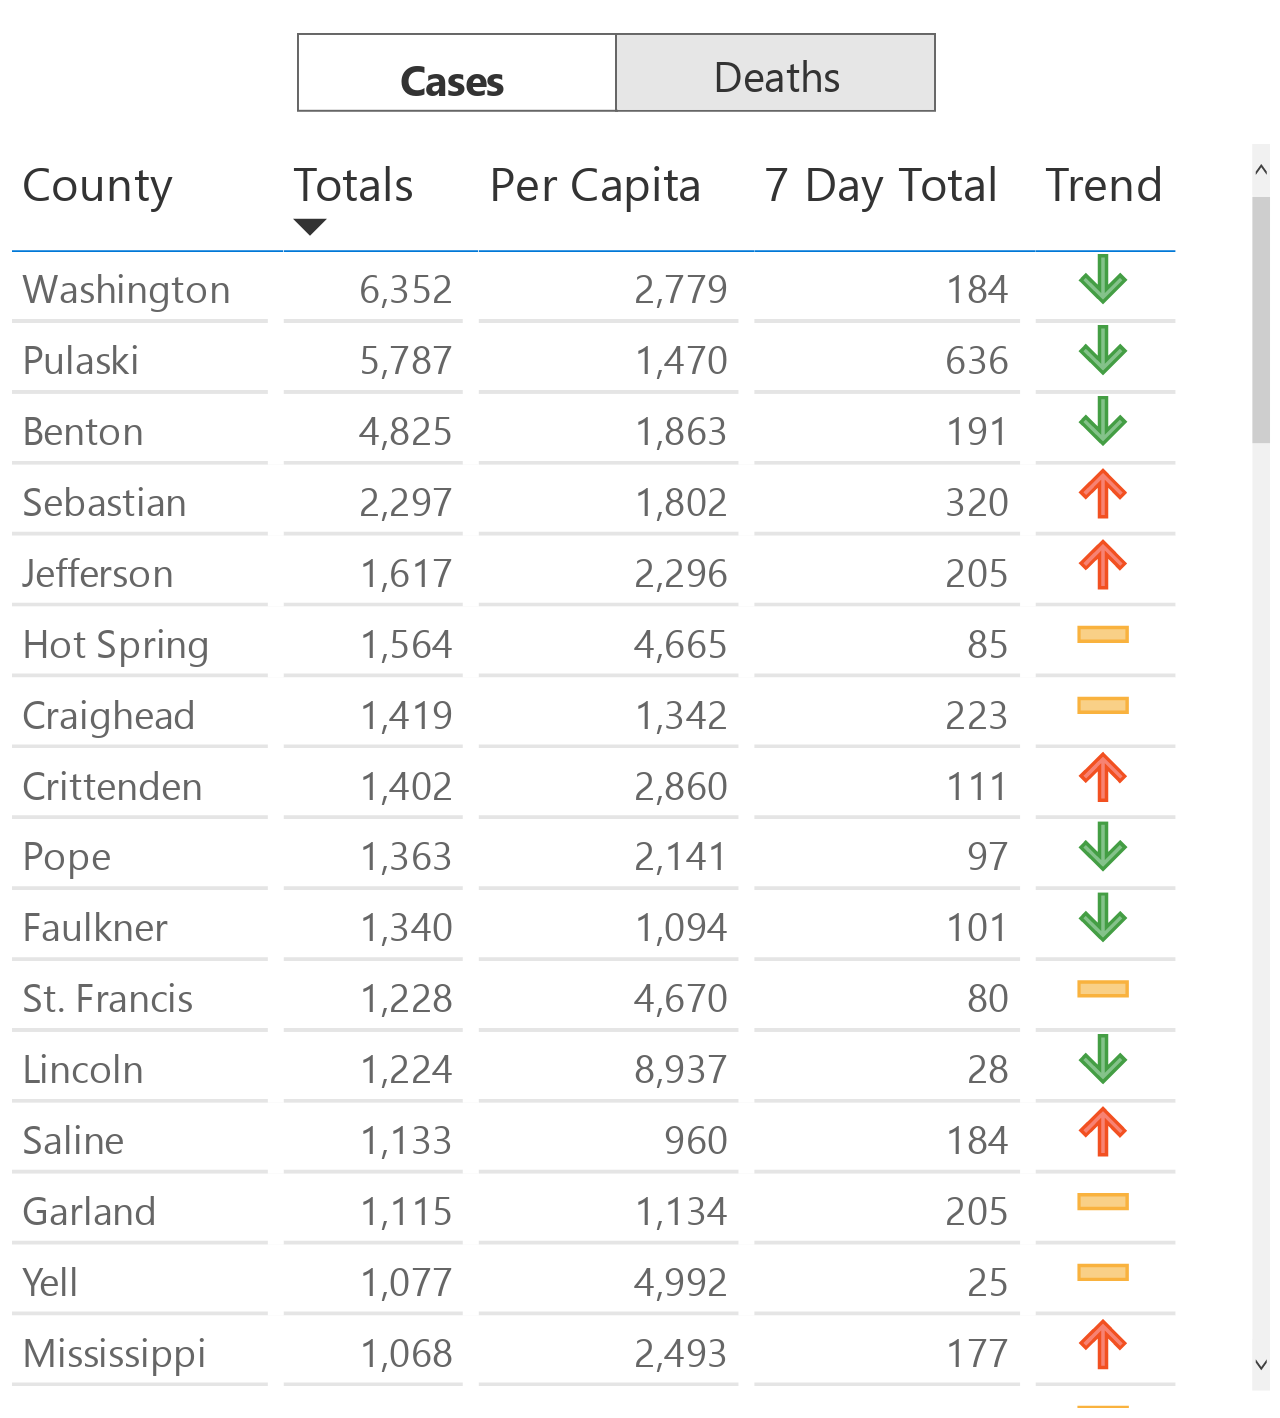 Cases Deaths
County Totals Per Capita 7 Day Total Trend
Washington 6,352 2,779 184
Pulaski 5,787 1,470 636
Benton 4,825 1,863 191
Sebastian 2,297 1,802 320
Jefferson 1,617 2,296 205
Hot Spring 1,564 4,665 85
Craighead 1,419 1,342 223
Crittenden 1,402 2,860 111
Pope 1,363 2,141 97
Faulkner 1,340 1,094 101
St. Francis 1,228 4,670 80
Lincoln 1,224 8,937 28
Saline 1,133 960 184
Garland 1,115 1,134 205
Yell 1,077 4,992 25
Mississippi 1,068 2,493 177